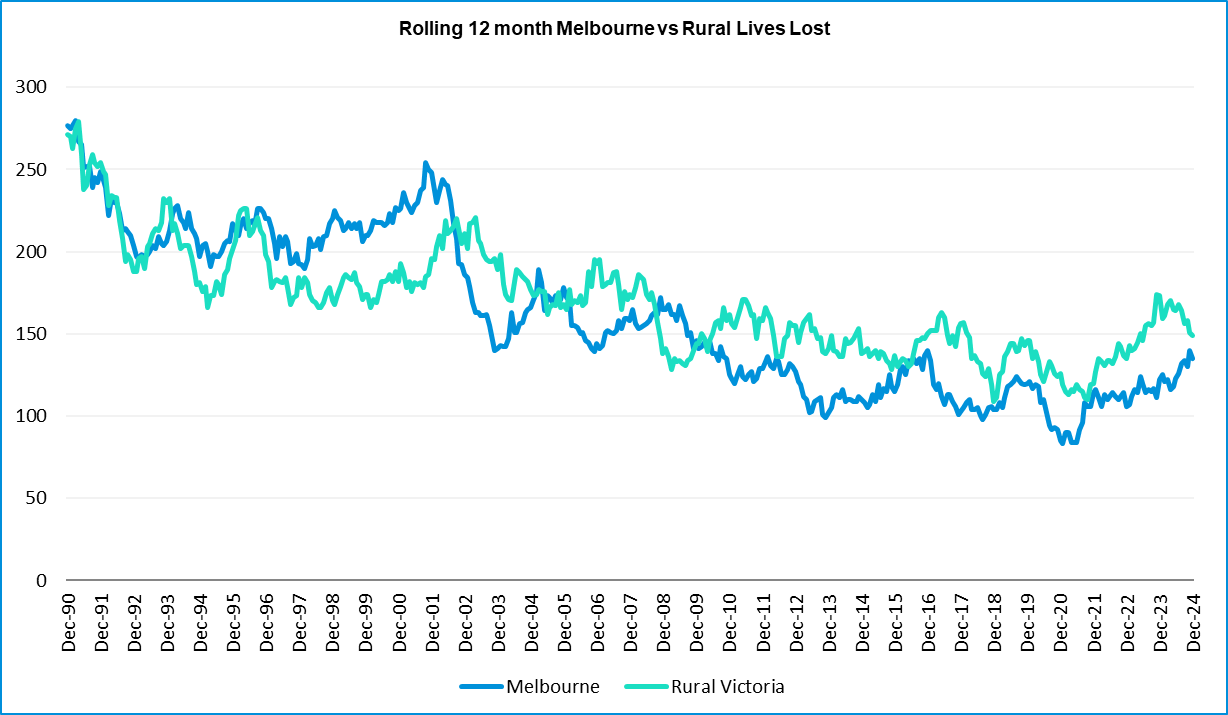 Rolling 12 month Melbourne vs Rural Lives Lost
300
250
200
150
100
50
0
Dec-90
Dec-91
Dec-92
Dec-93
Dec-94
Dec-95
Dec-96
Dec-97
Dec-98
Dec-99
Dec-00
Dec-01
Dec-02
Dec-03
Dec-04
Dec-05
Dec-06
Dec-07
Dec-08
Dec-09
Dec-10
Dec-11
Dec-12
Dec-13
Dec-14
Dec-15
Dec-16
Dec-17
Dec-18
Dec-19
Dec-20
Dec-21
Dec-22
Dec-23
Dec-24
Melbourne
Rural Victoria